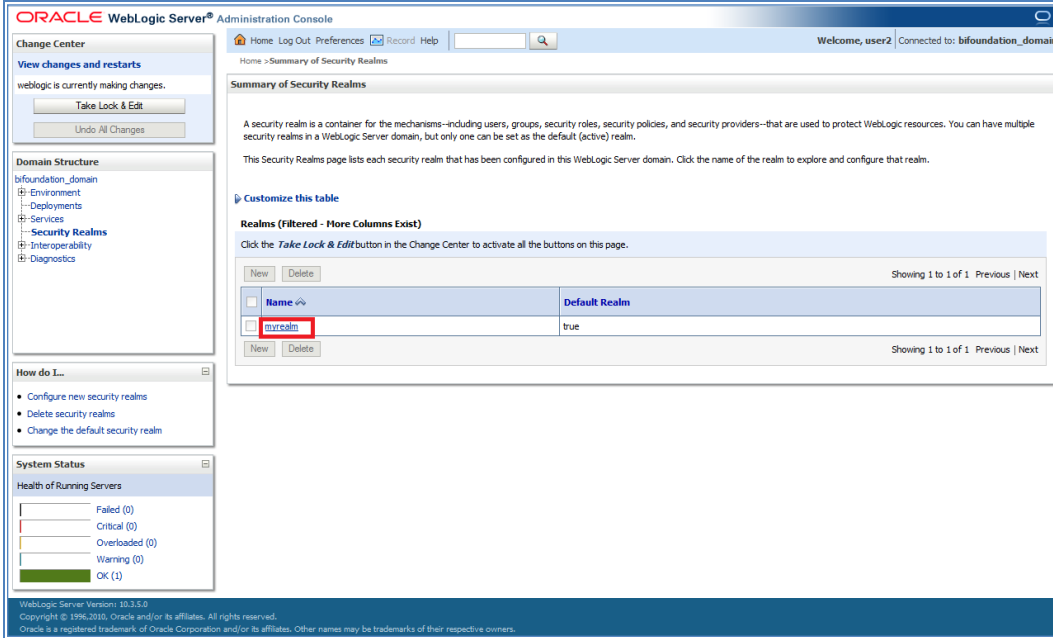 ORACLE WebLogic Server® Administration Console
Change Center
View changes and restarts
weblogic is currently making changes.
Take Lock & Edit
Undo All Changes
Domain Structure
bifoundation_domain
Environment
Deployments
Services
Security Realms
Interoperability
Diagnostics
How do I...
Configure new security realms
Delete security realms
Change the default security realm
System Status
Health of Running Servers
Failed (0)
Critical (0)
Overloaded (0)
Warning (0)
OK (1)
Home Log Out Preferences Record Help
Welcome, user2 Connected to: bifoundation_domain
Home >Summary of Security Realms
Summary of Security Realms
A security realm is a container for the mechanisms--including users, groups, security roles, security policies, and security providers--that are used to protect WebLogic resources. You can have multiple
security realms in a WebLogic Server domain, but only one can be set as the default (active) realm.
This Security Realms page lists each security realm that has been configured in this WebLogic Server domain. Click the name of the realm to explore and configure that realm.
Customize this table
Realms (Filtered - More Columns Exist)
Click the Take Lock & Edit button in the Change Center to activate all the buttons on this page.
New Delete Showing 1 to 1 of 1 Previous | Next
Name Default Realm
myrealm true
New Delete Showing 1 to 1 of 1 Previous | Next
WebLogic Server Version: 10.3.5.0
Copyright © 1996,2010, Oracle and/or its affiliates. All rights reserved.
Oracle is a registered trademark of Oracle Corporation and/or its affiliates. Other names may be trademarks of their respective owners.